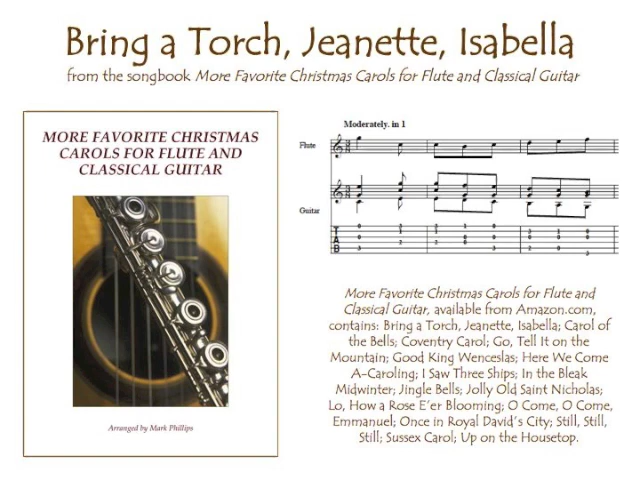 Bring a Torch, Jeanette, Isabella
from the songbook More Favorite Christmas Carols for Flute and Classical Guitar
MORE FAVORITE CHRISTMAS
CAROLS FOR FLUTE AND
CLASSICAL GUITAR
Arranged by Mark Phillips
Moderately, in 1
Flute
Guitar
More Favorite Christmas Carols for Flute and
Classical Guitar, available from Amazon.com,
contains: Bring a Torch, Jeanette, Isabella; Carol of
the Bells; Coventry Carol; Go, Tell It on the
Mountain; Good King Wenceslas; Here We Come
A-Caroling; I Saw Three Ships; In the Bleak
Midwinter; Jingle Bells; Jolly Old Saint Nicholas;
Lo, How a Rose E'er Blooming; O Come, O Come,
Emmanuel; Once in Royal David's City; Still, Still,
Still; Sussex Carol; Up on the Housetop.